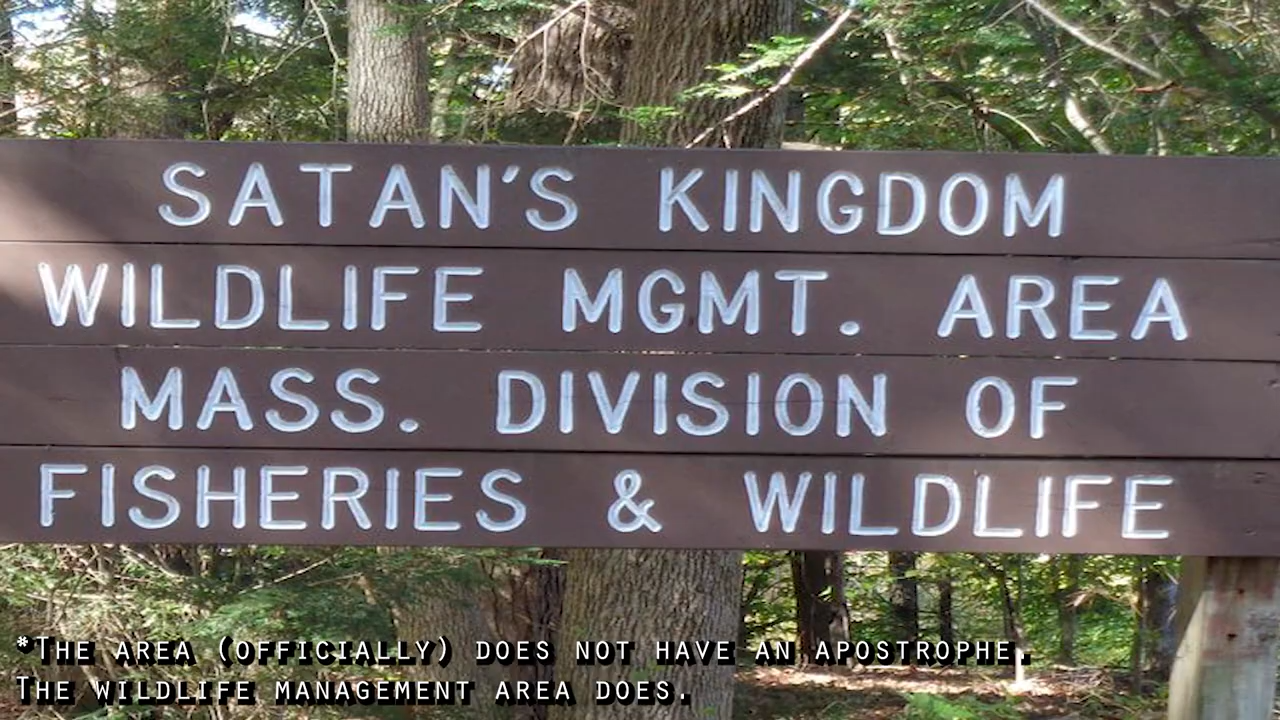 SATAN'S KINGDOM
WILDLIFE MGMT. AREA
MASS. DIVISION OF
FISHERIES & WILDLIFE
*THE AREA (OFFICIALLY) DOES NOT HAVE AN APOSTROPHE.
THE WILDLIFE MANAGEMENT AREA DOES.